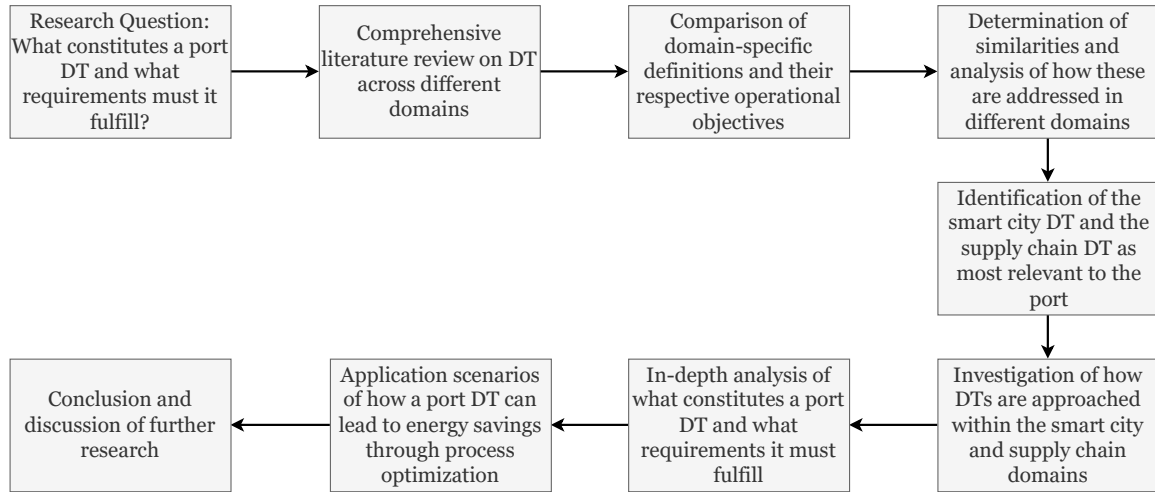 Research Question:
What constitutes a port
DT and what
requirements must it
fulfill?
Comprehensive
literature review on DT
across different
domains
Comparison of
domain-specific
definitions and their
respective operational
objectives
Determination of
similarities and
analysis of how these
are addressed in
different domains
Identification of the
smart city DT and the
supply chain DT as
most relevant to the
port
Investigation of how
DTs are approached
within the smart city
and supply chain
domains
In-depth analysis of
what constitutes a port
DT and what
requirements it must
fulfill
Application scenarios
of how a port DT can
lead to energy savings
through process
optimization
Conclusion and
discussion of further
research